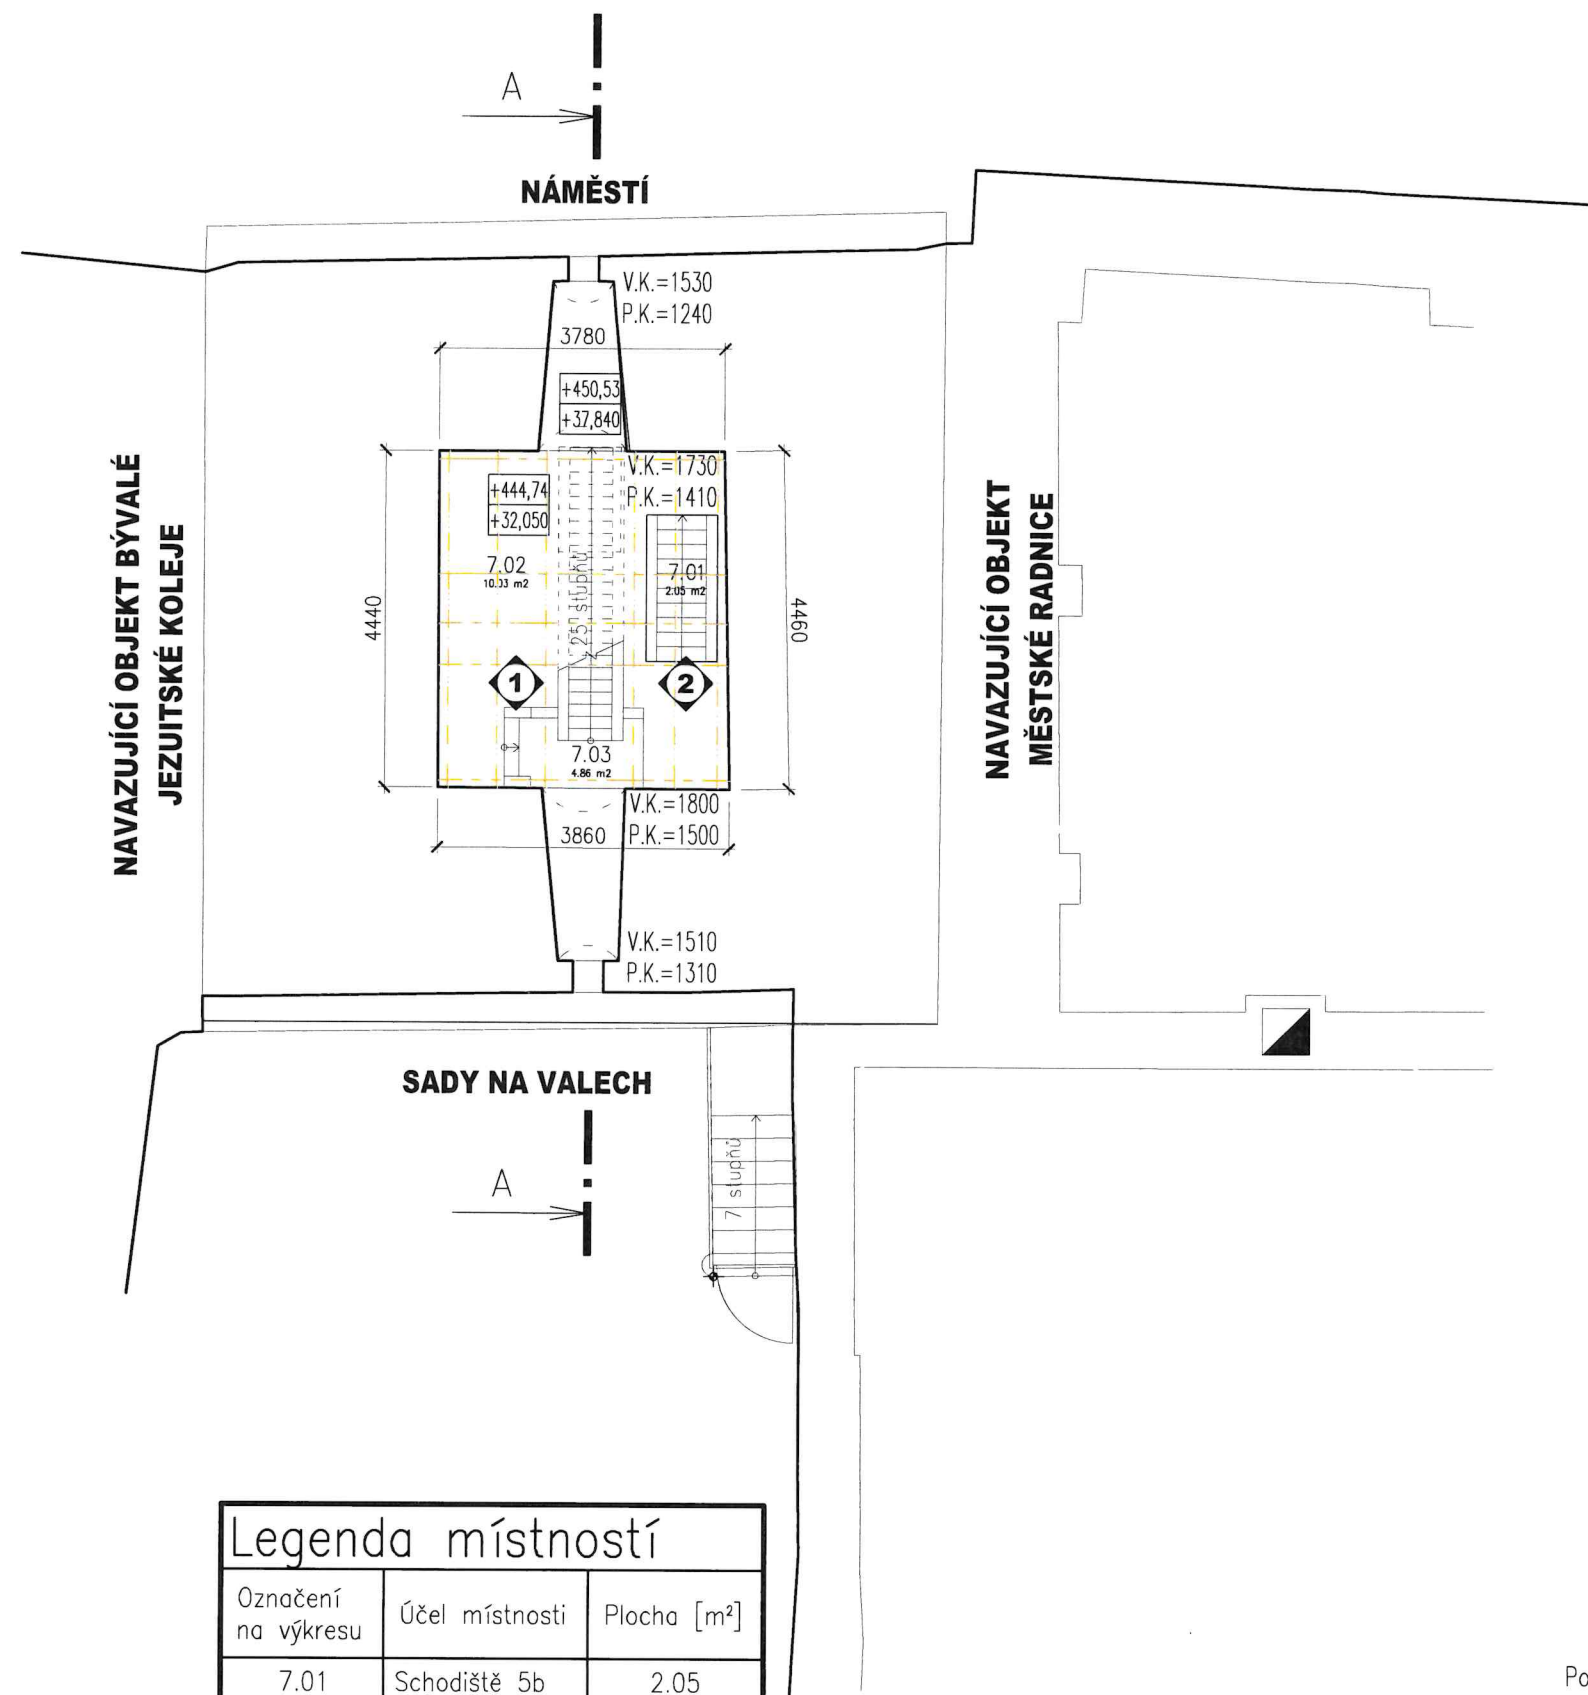 A
NÁMĚSTÍ
V.K.=1530
P.K.=1240
3780
+450,53
+37,840
V.K.=1730
P.K.=1410
+444,74
+32,050
7.02
10.03 m2
25 stupňů
7.01
2.05 m2
4440
4460
1
2
7.03
4.86 m2
V.K.=1800
P.K.=1500
3860
V.K.=1510
P.K.=1310
NAVAZUJÍCÍ OBJEKT BÝVALÉ
JEZUITSKÉ KOLEJE
NAVAZUJÍCÍ OBJEKT
MĚSTSKÉ RADNICE
SADY NA VALECH
A
7 stupňů
Legenda místností
Označení
na výkresu
Účel místnosti
Plocha [m²]
7.01
Schodiště 5b
2.05